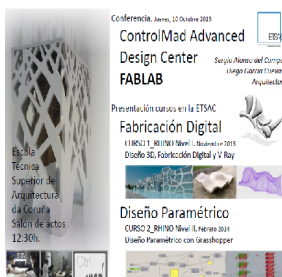 Conferencia. Jueves, 10 Octubre 2013
ControlMad Advanced
Design Center
FABLAB
Sergio Alonso del Campo
Diego García Cuevas
Arquitectos
ETSAC
Presentación cursos en la ETSAC
Fabricación Digital
CURSO 1_RHINO Nivel I. Noviembre 2013
Diseño 3D, Fabricación Digital y V Ray
Diseño Paramétrico
CURSO 2_RHINO Nivel II. Febrero 2014
Diseño Paramétrico con Grasshopper
Escola
Técnica
Superior de
Arquitectura
da Coruña
Salón de actos
12:30h.